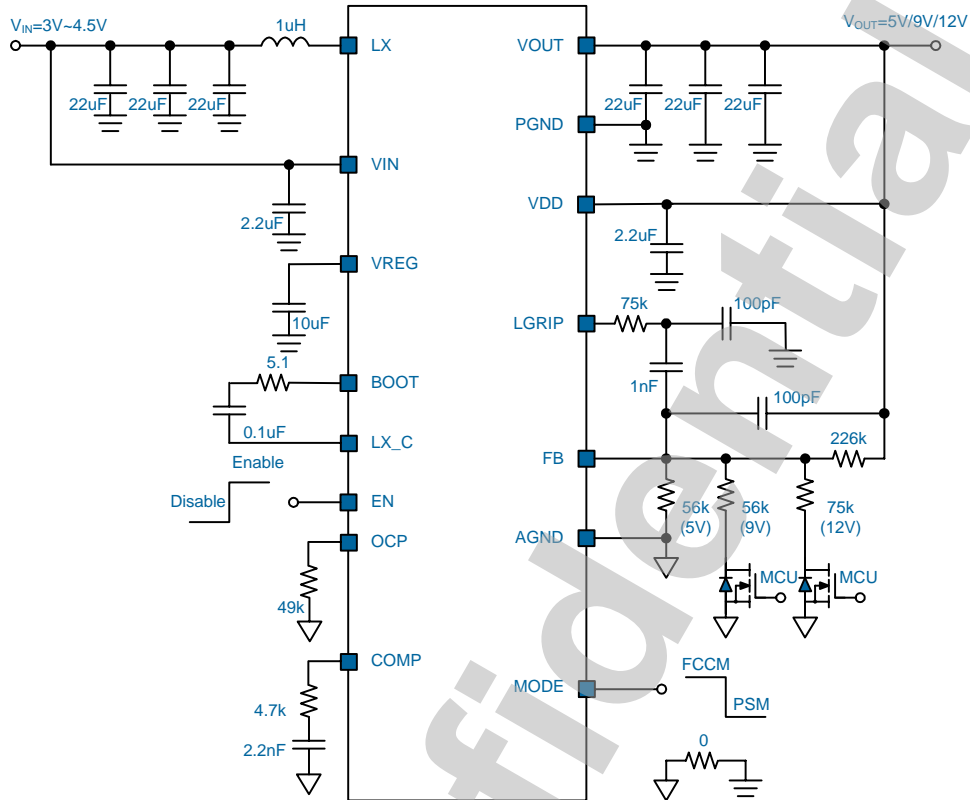 VIN=3V~4.5V
1uH
LX
VOUT
VOUT=5V/9V/12V
22uF
22uF
22uF
22uF
22uF
22uF
PGND
VIN
2.2uF
VDD
2.2uF
VREG
10uF
LGRIP
75k
100pF
1nF
100pF
5.1
BOOT
0.1uF
LX_C
Enable
Disable
EN
FB
226k
56k
(5V)
56k
(9V)
75k
(12V)
OCP
49k
AGND
MCU
MCU
COMP
4.7k
2.2nF
MODE
FCCM
PSM
0
fidential